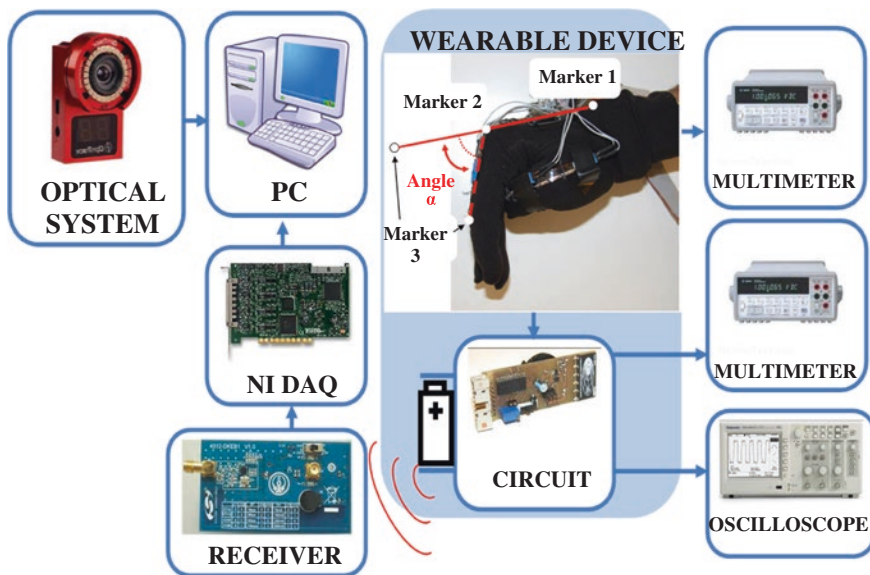 WEARABLE DEVICE
Marker 1
Marker 2
Angle
α
Marker
3
OPTICAL
SYSTEM
PC
MULTIMETER
NI DAQ
MULTIMETER
RECEIVER
CIRCUIT
OSCILLOSCOPE